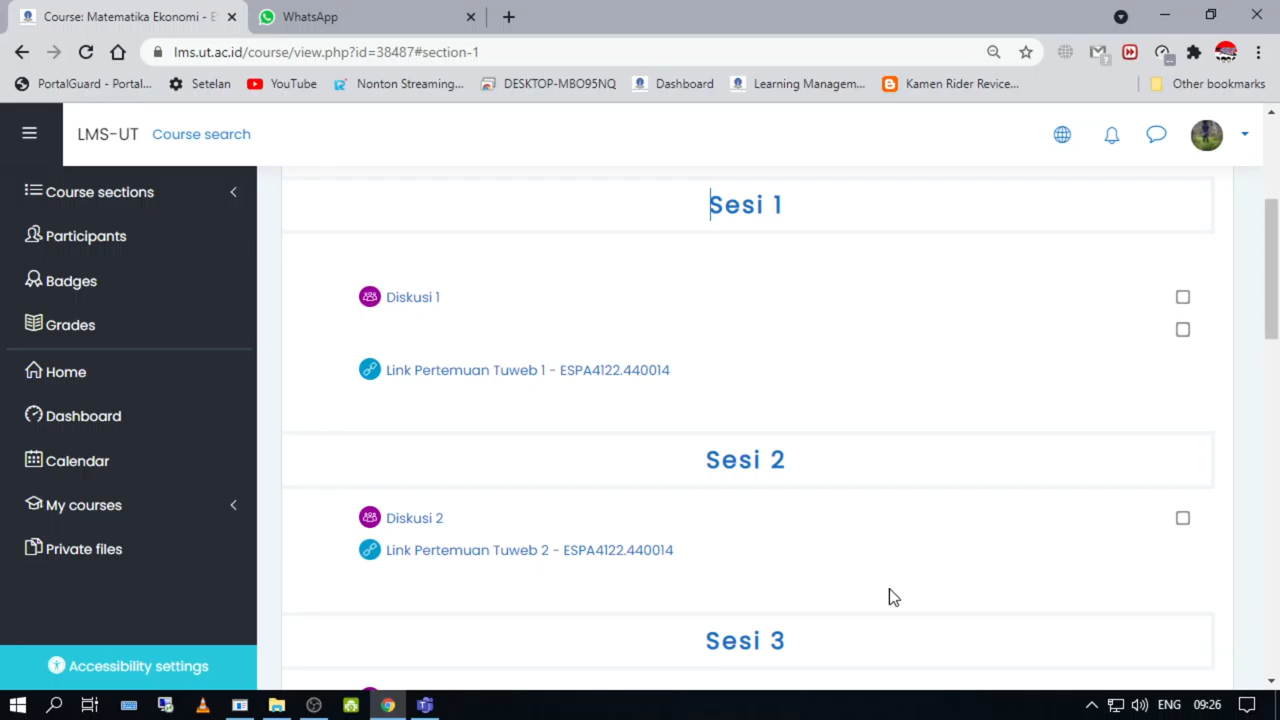 Course: Matematika Ekonomi - E
WhatsApp
lms.ut.ac.id/course/view.php?id=38487#section-1
PortalGuard - Portal...
Setelan
YouTube
Nonton Streaming...
DESKTOP-MBO95NQ
Dashboard
Learning Managem...
Kamen Rider Revice...
Other bookmarks
LMS-UT
Course search
Course sections
Participants
Badges
Grades
Home
Dashboard
Calendar
My courses
Private files
Accessibility settings
Sesi 1
Diskusi 1
Link Pertemuan Tuweb 1 - ESPA4122.440014
Sesi 2
Diskusi 2
Link Pertemuan Tuweb 2 - ESPA4122.440014
Sesi 3
ENG
09:26